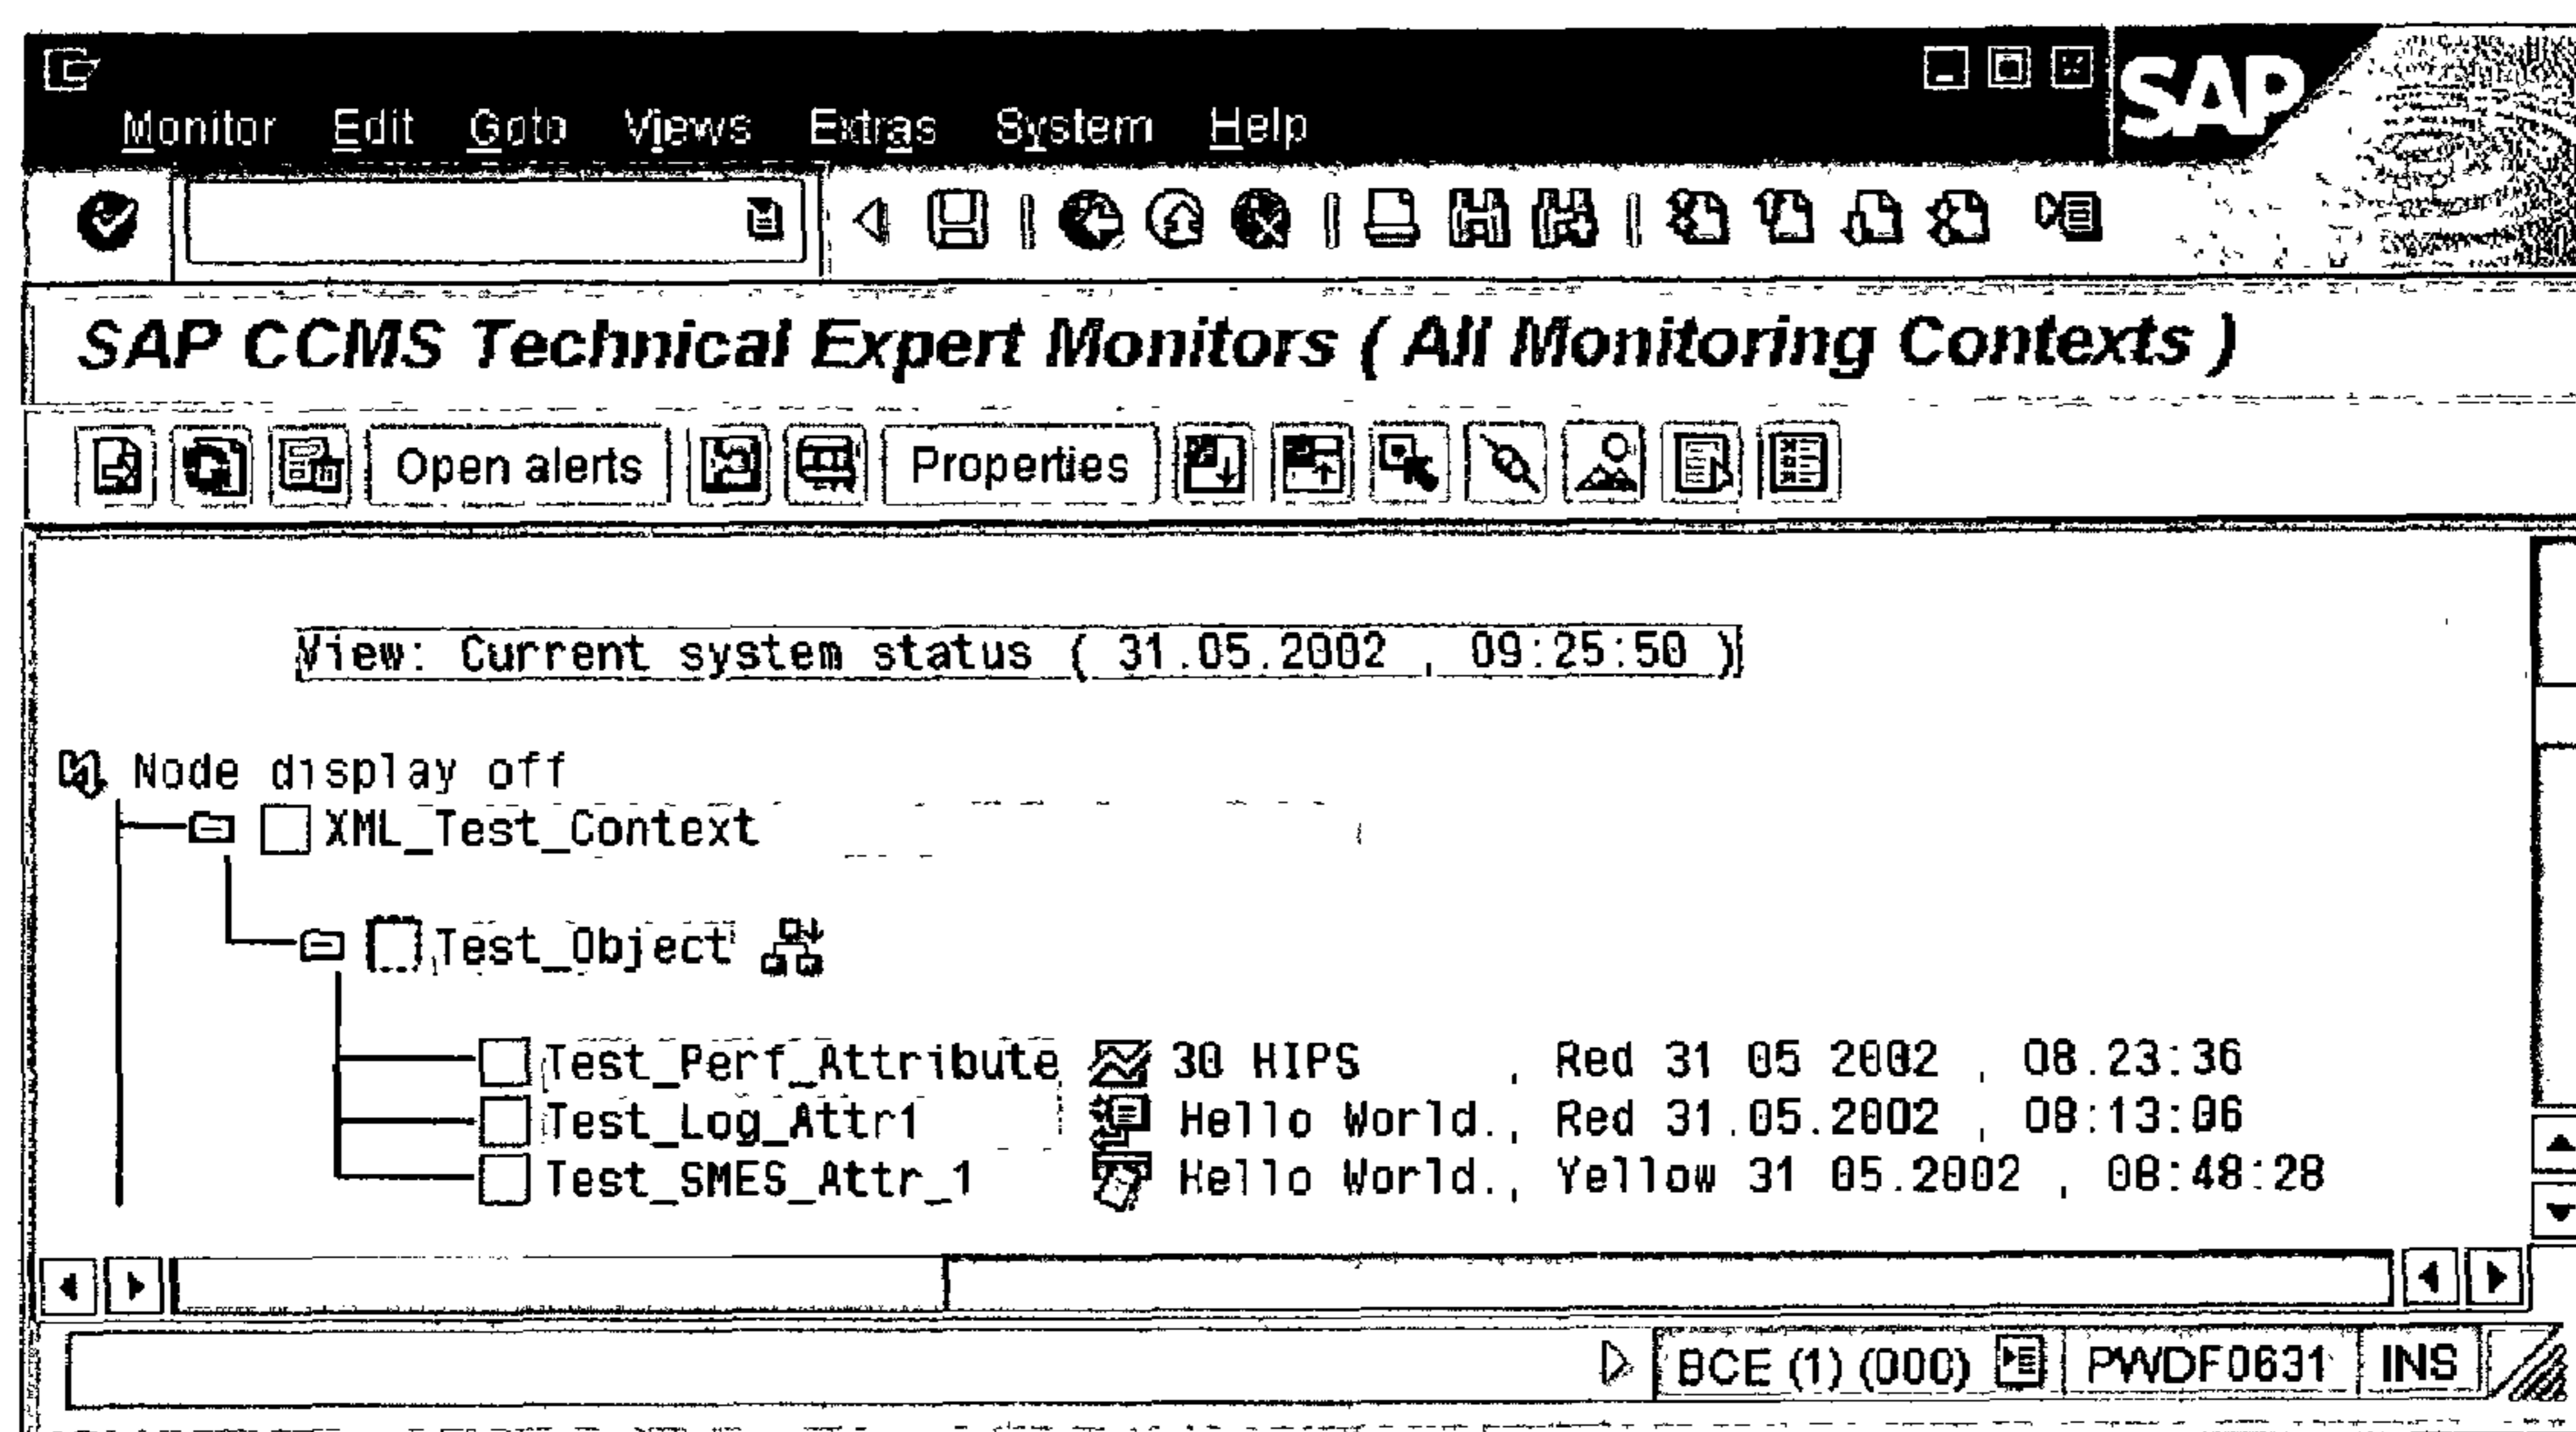 SAP
Monitor Edit Goto Views Extras System Help
SAP CCMS Technical Expert Monitors ( All Monitoring Contexts )
Open alerts Properties
View: Current system status ( 31.05.2002 , 09:25:50 )
Node display off
XML_Test_Context
Test_Object
Test_Perf_Attribute 30 HIPS , Red 31 05 2002 , 08.23:36
Test_Log_Attr1 Hello World., Red 31.05.2002 , 08:13:06
Test_SMES_Attr_1 Hello World., Yellow 31 05.2002 , 08:48:28
BCE (1) (000) PWDF0631 INS